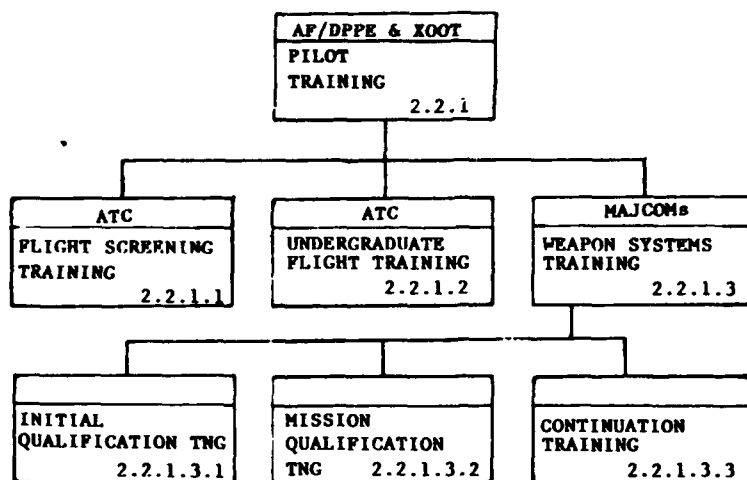 AF/DPPE & XOOT
PILOT
TRAINING
2.2.1
ATC
FLIGHT SCREENING
TRAINING
2.2.1.1
ATC
UNDERGRADUATE
FLIGHT TRAINING
2.2.1.2
MAJCOMs
WEAPON SYSTEMS
TRAINING
2.2.1.3
INITIAL
QUALIFICATION TNG
2.2.1.3.1
MISSION
QUALIFICATION
TNG 2.2.1.3.2
CONTINUATION
TRAINING
2.2.1.3.3